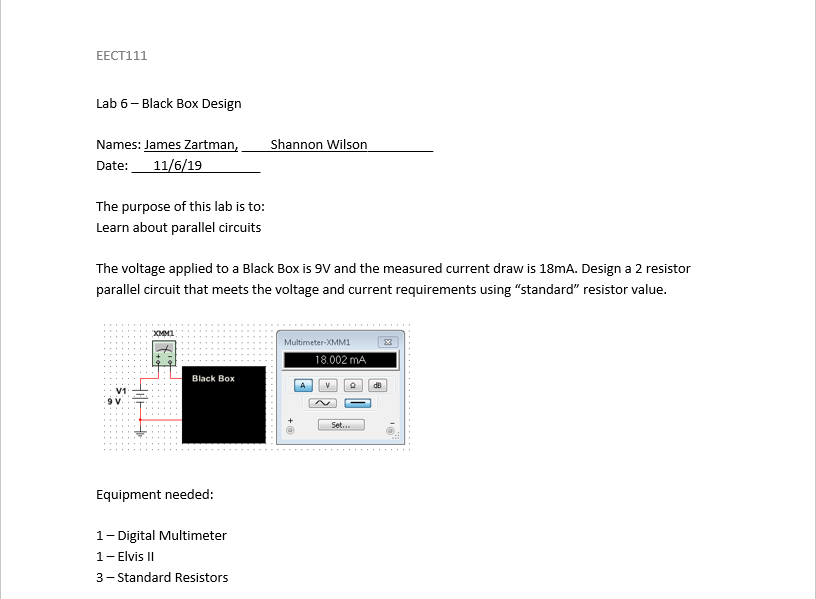 EECT111
Lab 6 – Black Box Design
Names: James Zartman, ____ Shannon Wilson_________
Date: ___ 11/6/19 ________
The purpose of this lab is to:
Learn about parallel circuits
The voltage applied to a Black Box is 9V and the measured current draw is 18mA. Design a 2 resistor
parallel circuit that meets the voltage and current requirements using “standard” resistor value.
XMM1
V1
9 V
Black Box
Multimeter-XMM1
18.002 mA
A V Ω dB
+ Set... -
Equipment needed:
1 – Digital Multimeter
1 – Elvis II
3 – Standard Resistors